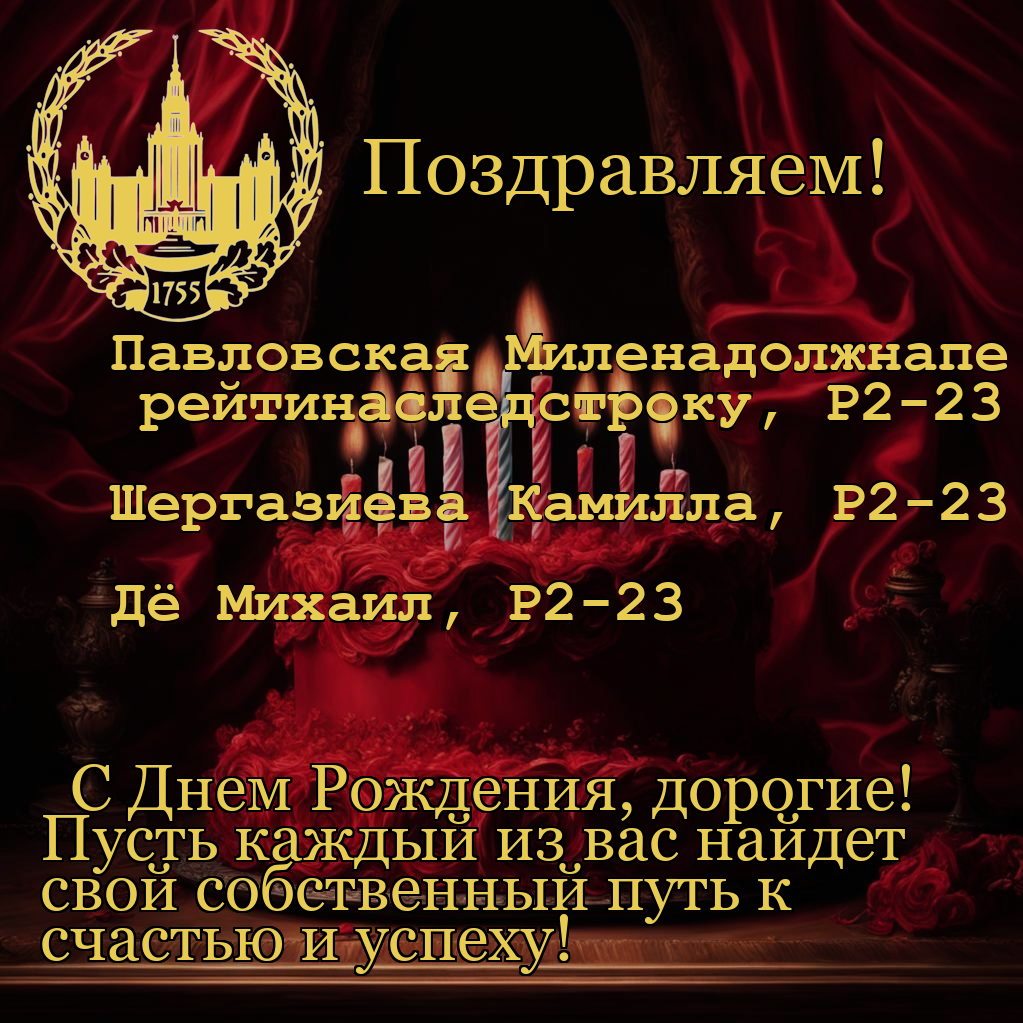 1755
Поздравляем!
Павловская Миленадолжнапе
рейтинаследстроку, Р2-23
Шергазиева Камилла, Р2-23
Дё Михаил, Р2-23
С Днем Рождения, дорогие!
Пусть каждый из вас найдет
свой собственный путь к
счастью и успеху!